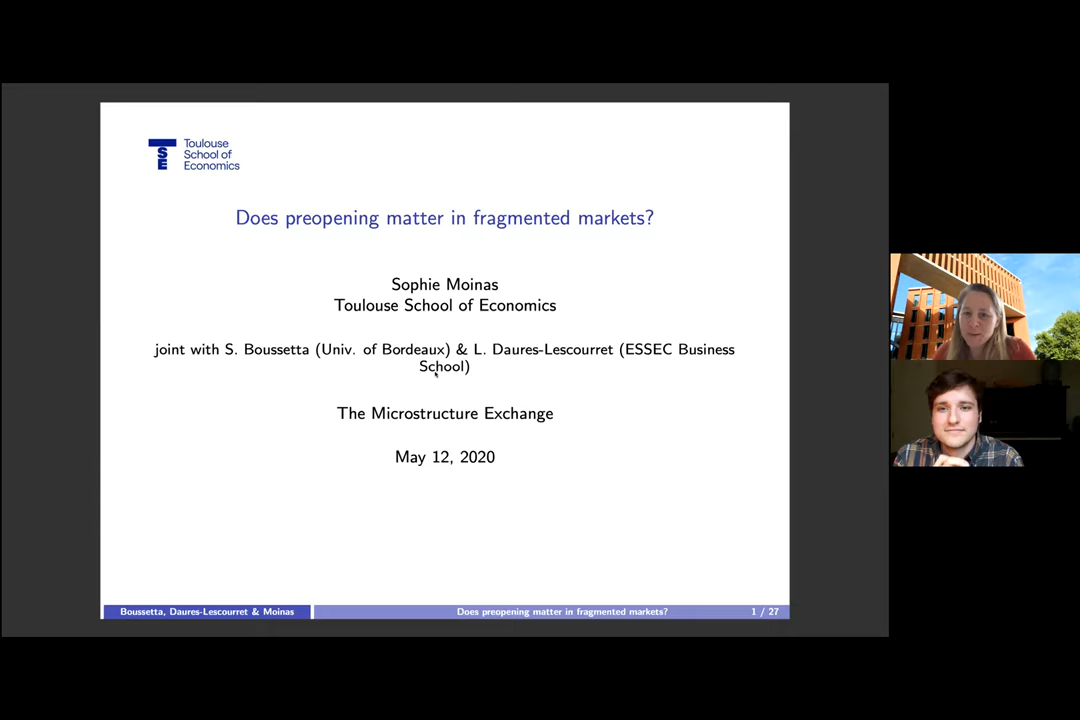 Toulouse
School of
Economics
TSE
Does preopening matter in fragmented markets?
Sophie Moinas
Toulouse School of Economics
joint with S. Boussetta (Univ. of Bordeaux) & L. Daures-Lescourret (ESSEC Business
School)
The Microstructure Exchange
May 12, 2020
Boussetta, Daures-Lescourret & Moinas
Does preopening matter in fragmented markets?
1 / 27